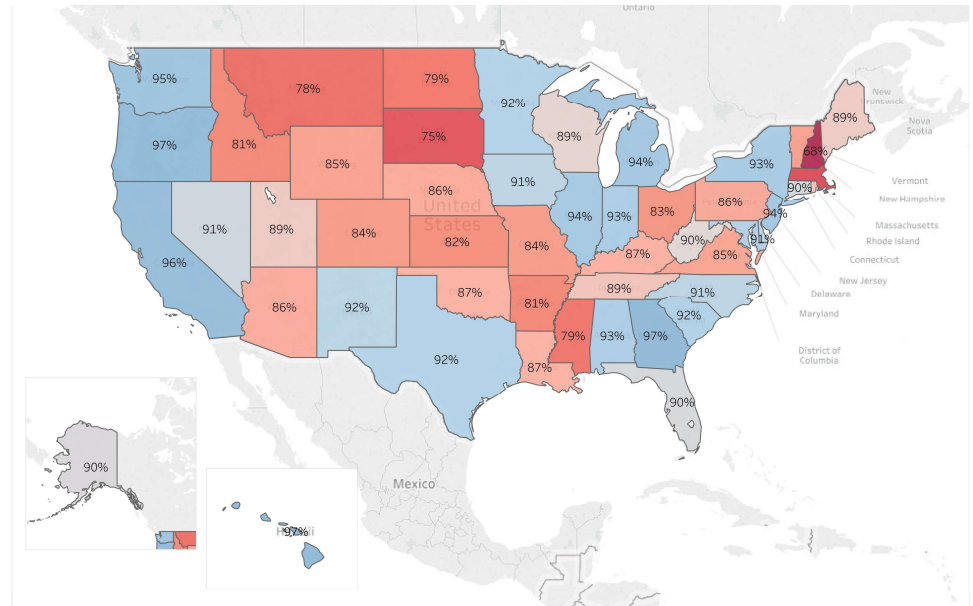 Ontario
95%
78%
79%
92%
89%
New
Brunswick
Nova
Scotia
97%
81%
85%
75%
89%
94%
93%
68%
86%
United
States
91%
90%
Vermont
New Hampshire
91%
89%
84%
82%
84%
94%
93%
83%
86%
94%
Massachusetts
Rhode Island
Connecticut
96%
87%
90%
85%
91%
New Jersey
Delaware
Maryland
86%
92%
87%
81%
89%
91%
92%
District of
Columbia
92%
87%
79%
93%
97%
90%
90%
Mexico
Hawaii
97%